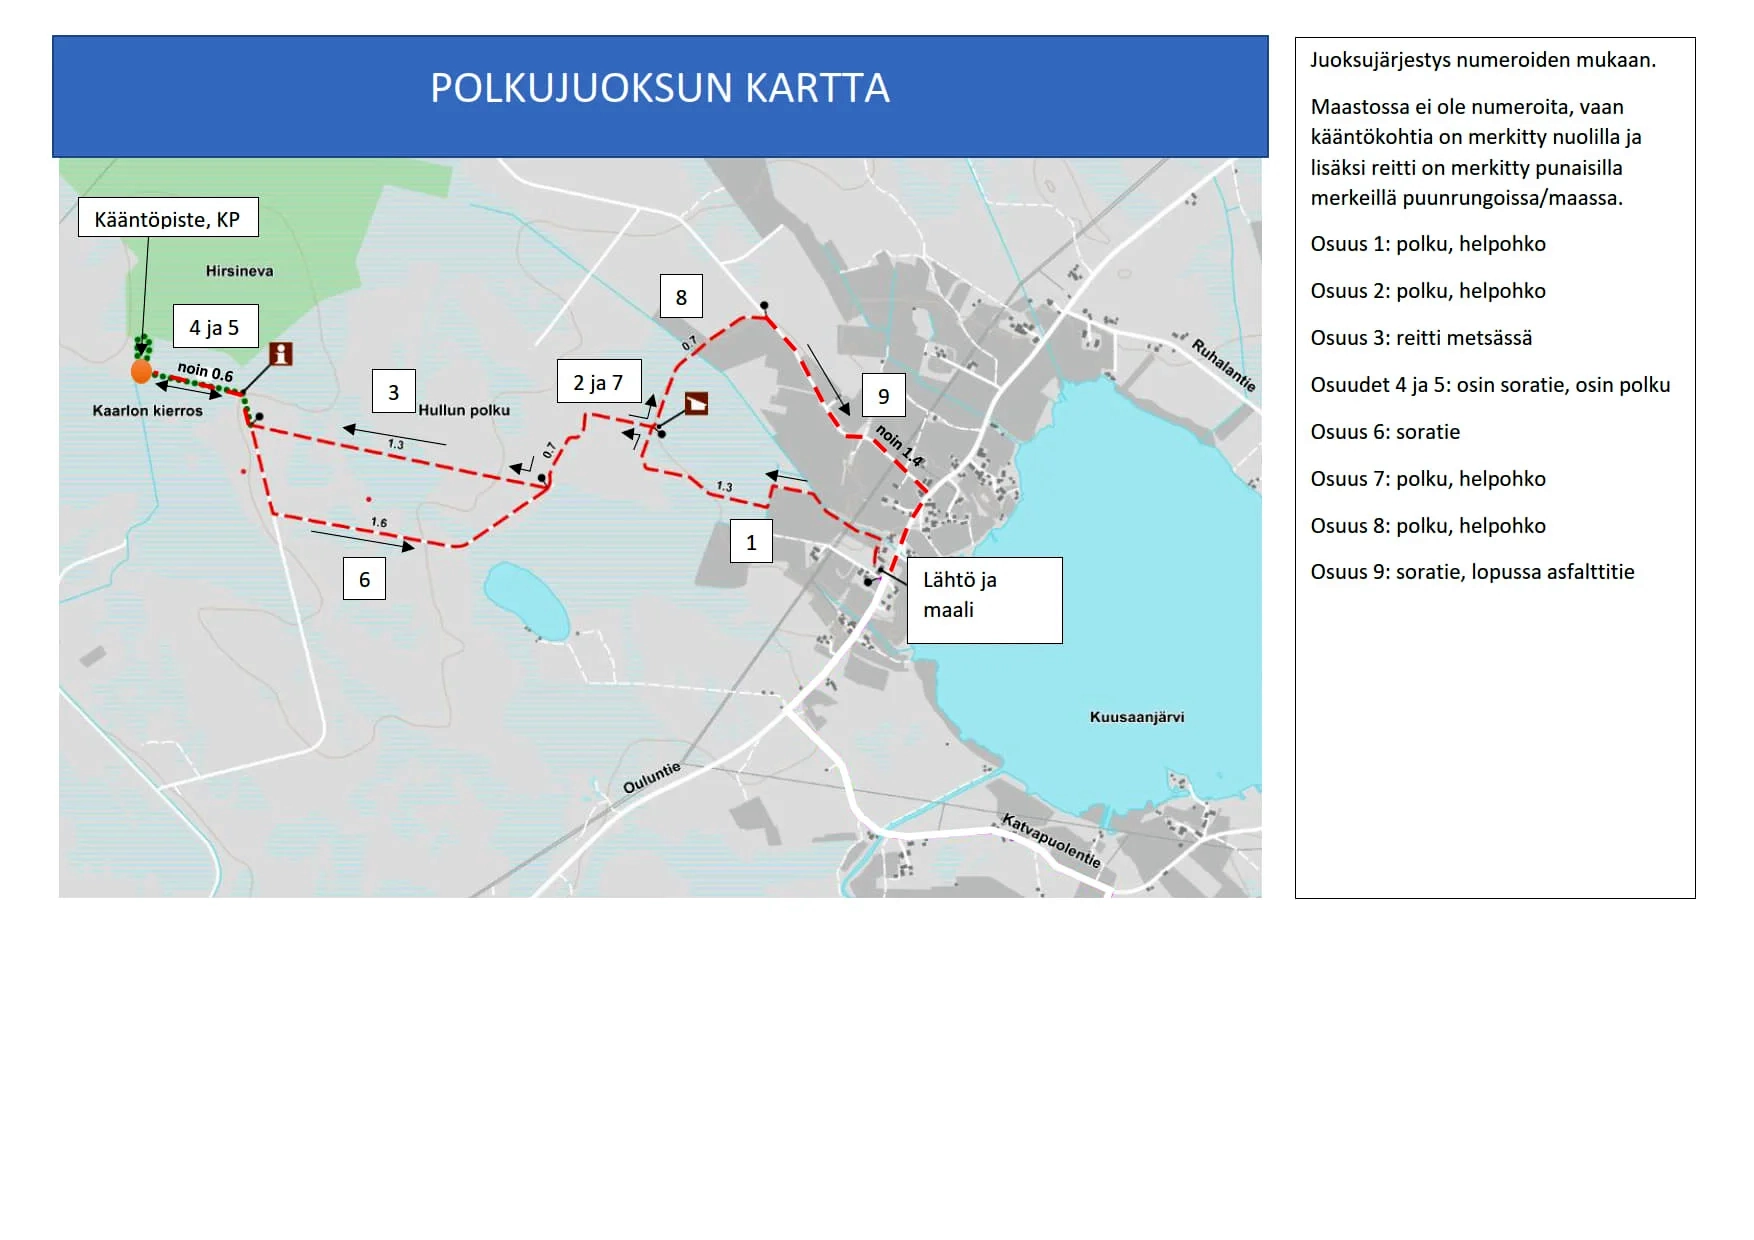 POLKUJUOKSUN KARTTA
Kääntöpiste, KP
Hirsineva
4 ja 5
noin 0.6
Kaarlon kierros
3
Hullun polku
1.3
2 ja 7
0.7
8
0.7
9
noin 1.4
1.3
1
1.6
6
Lähtö ja
maali
Ruhalantie
Kuusaanjärvi
Ouluntie
Katvapuolentie
Juoksujärjestys numeroiden mukaan.
Maastossa ei ole numeroita, vaan
kääntökohtia on merkitty nuolilla ja
lisäksi reitti on merkitty punaisilla
merkeillä puunrungoissa/maassa.
Osuus 1: polku, helpohko
Osuus 2: polku, helpohko
Osuus 3: reitti metsässä
Osuudet 4 ja 5: osin soratie, osin polku
Osuus 6: soratie
Osuus 7: polku, helpohko
Osuus 8: polku, helpohko
Osuus 9: soratie, lopussa asfalttitie